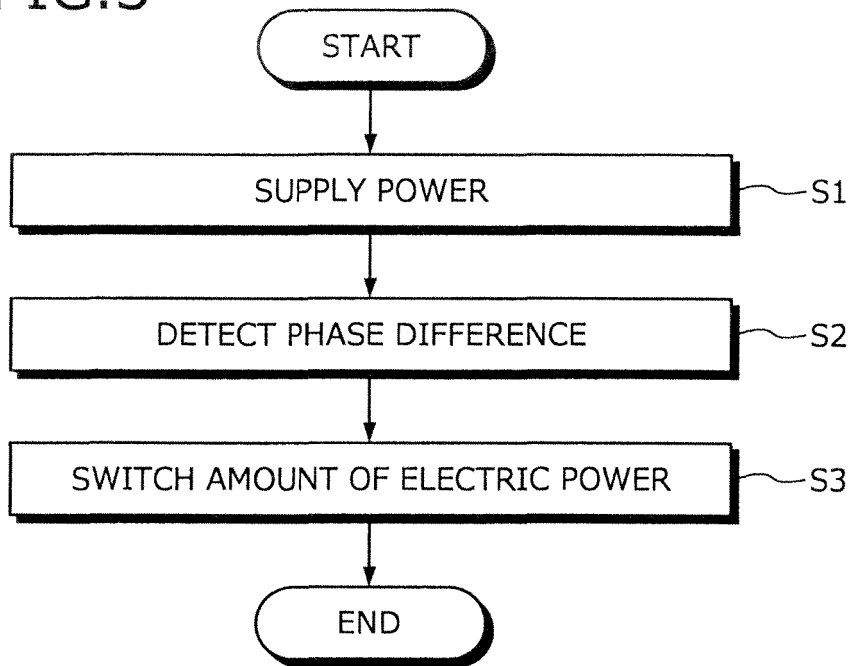 START
SUPPLY POWER
S1
DETECT PHASE DIFFERENCE
S2
SWITCH AMOUNT OF ELECTRIC POWER
S3
END